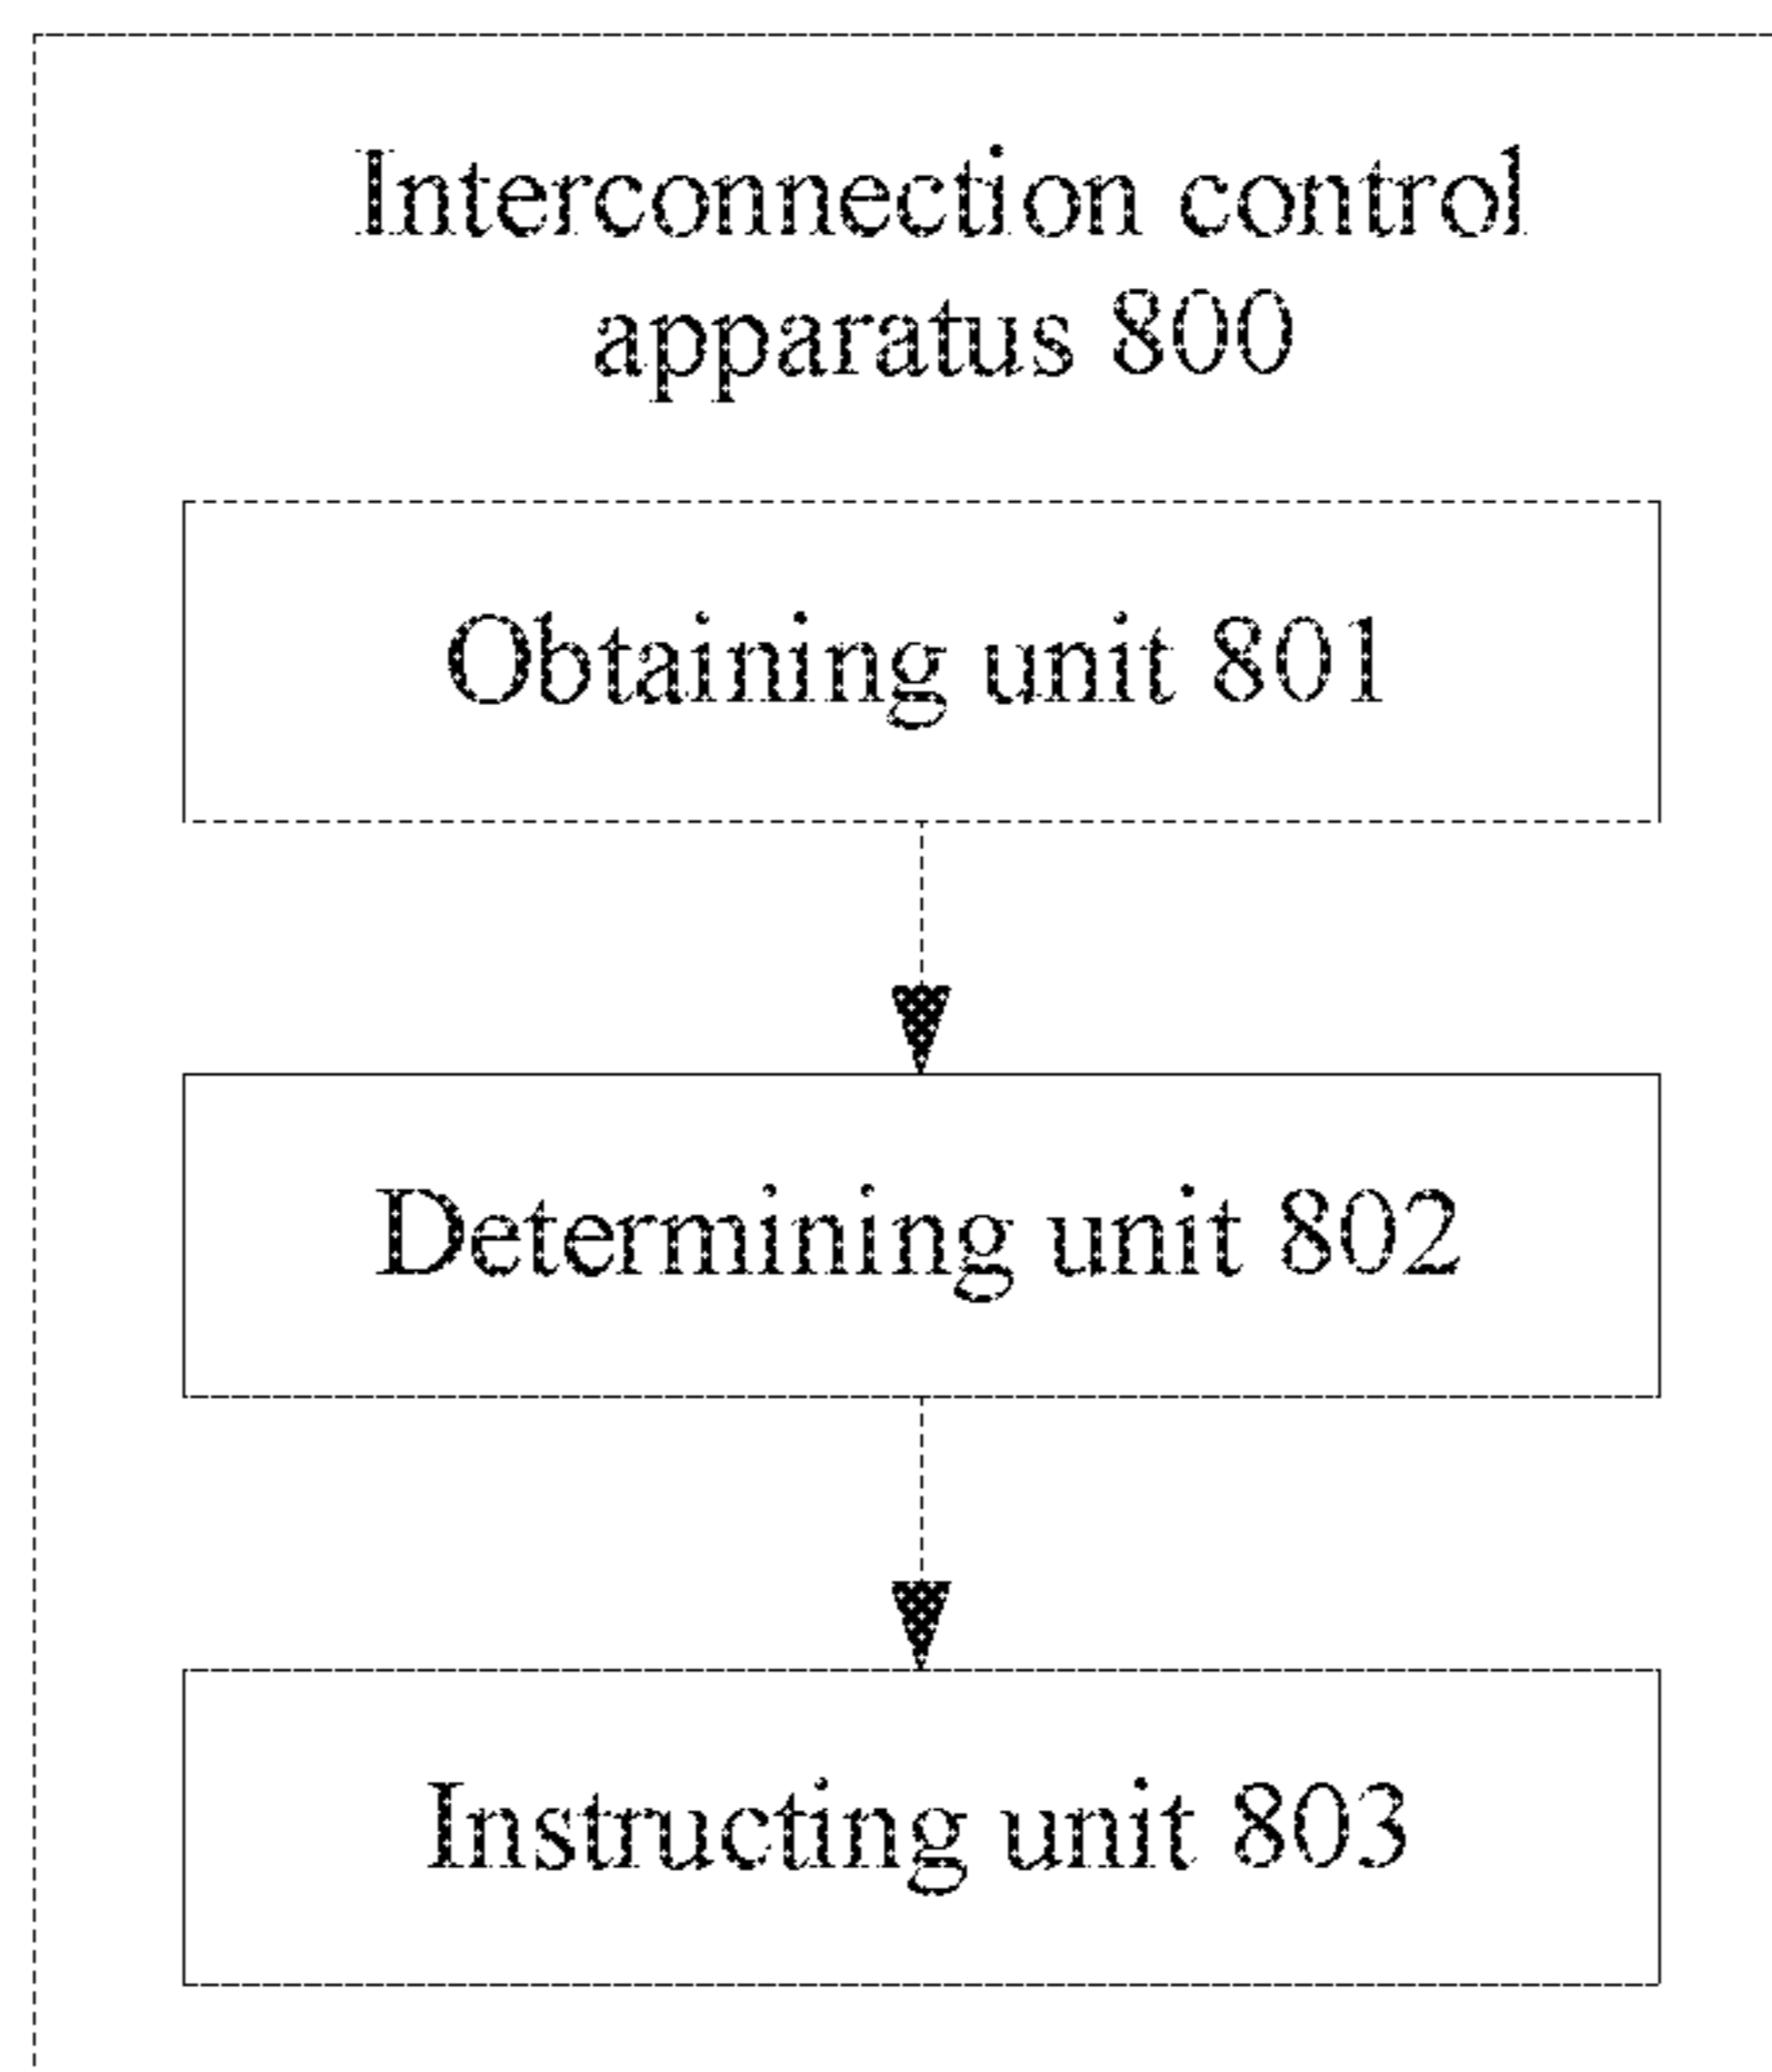 Interconnection control
apparatus 800
Obtaining unit 801
Determining unit 802
Instructing unit 803